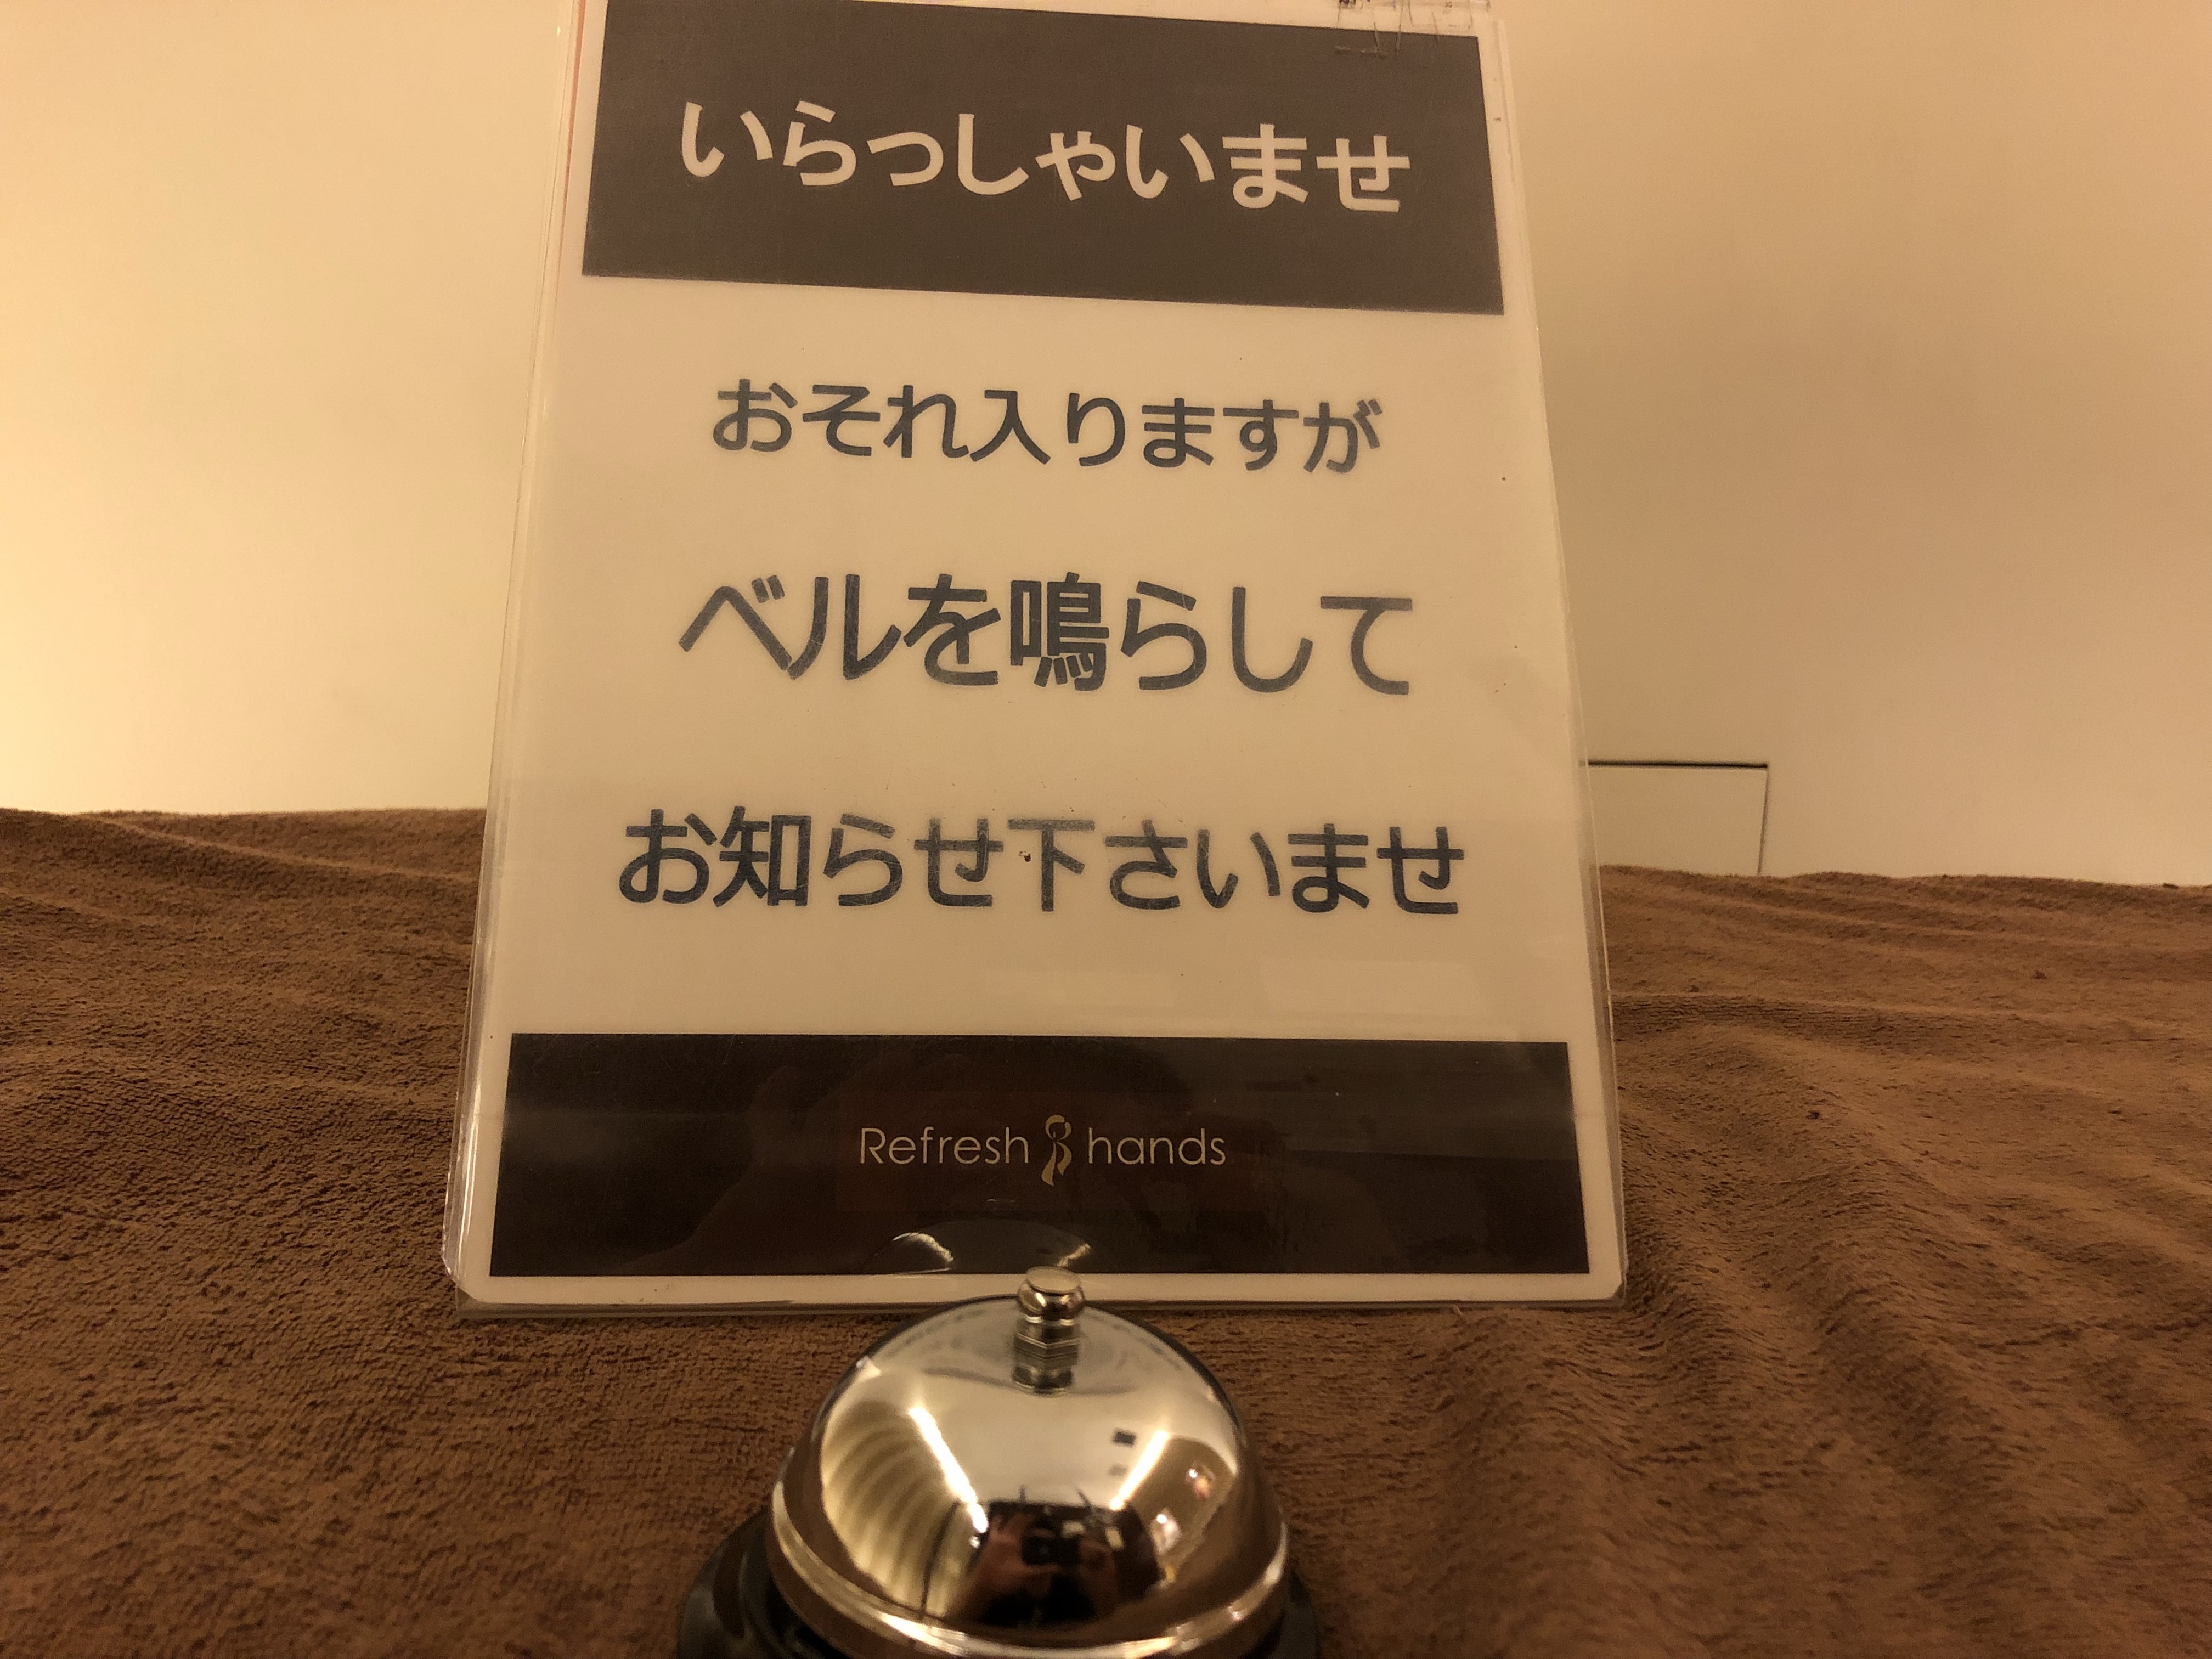 いらっしゃいませ
おそれ入りますが
ベルを鳴らして
お知らせ下さいませ
Refresh hands